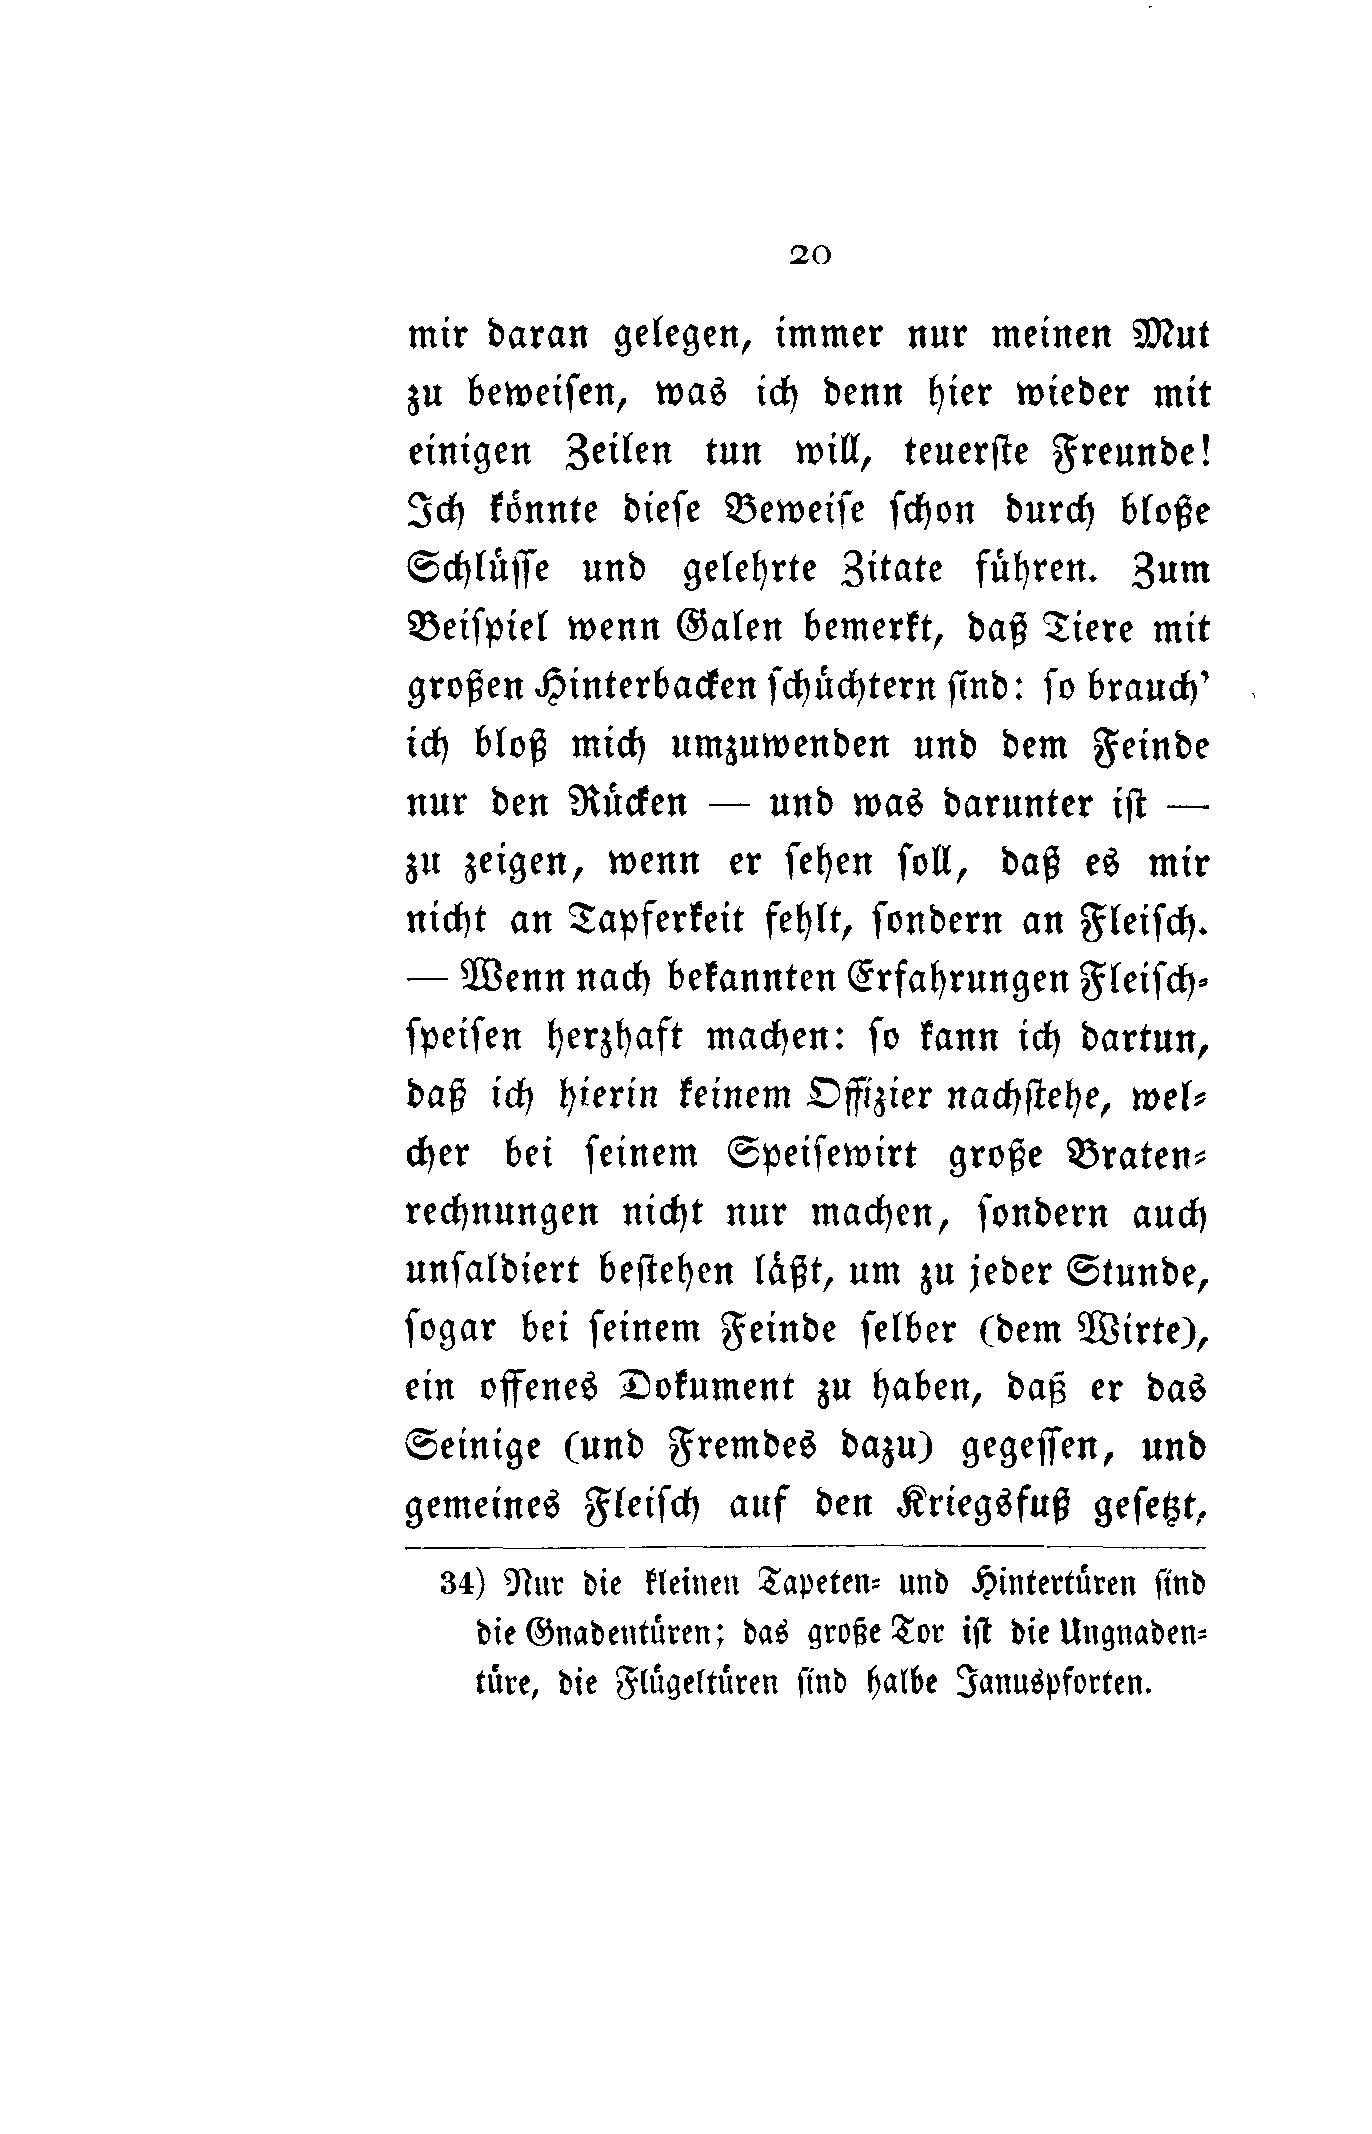 20
mir daran gelegen, immer nur meinen Mut
zu beweisen, was ich denn hier wieder mit
einigen Zeilen tun will, teuerste Freunde!
Ich könnte diese Beweise schon durch bloße
Schlüsse und gelehrte Zitate führen. Zum
Beispiel wenn Galen bemerkt, daß Tiere mit
großen Hinterbacken schüchtern sind: so brauch'
ich bloß mich umzuwenden und dem Feinde
nur den Rücken — und was darunter ist —
zu zeigen, wenn er sehen soll, daß es mir
nicht an Tapferkeit fehlt, sondern an Fleisch.
— Wenn nach bekannten Erfahrungen Fleisch-
speisen herzhaft machen: so kann ich dartun,
daß ich hierin keinem Offizier nachstehe, wel-
cher bei seinem Speisewirt große Braten-
rechnungen nicht nur machen, sondern auch
unsaldiert bestehen läßt, um zu jeder Stunde,
sogar bei seinem Feinde selber (dem Wirte),
ein offenes Dokument zu haben, daß er das
Seinige (und Fremdes dazu) gegessen, und
gemeines Fleisch auf den Kriegsfuß gesetzt,
34) Nur die kleinen Tapeten- und Hintertüren sind
die Gnadentüren; das große Tor ist die Ungnaden-
türe, die Flügeltüren sind halbe Januspforten.